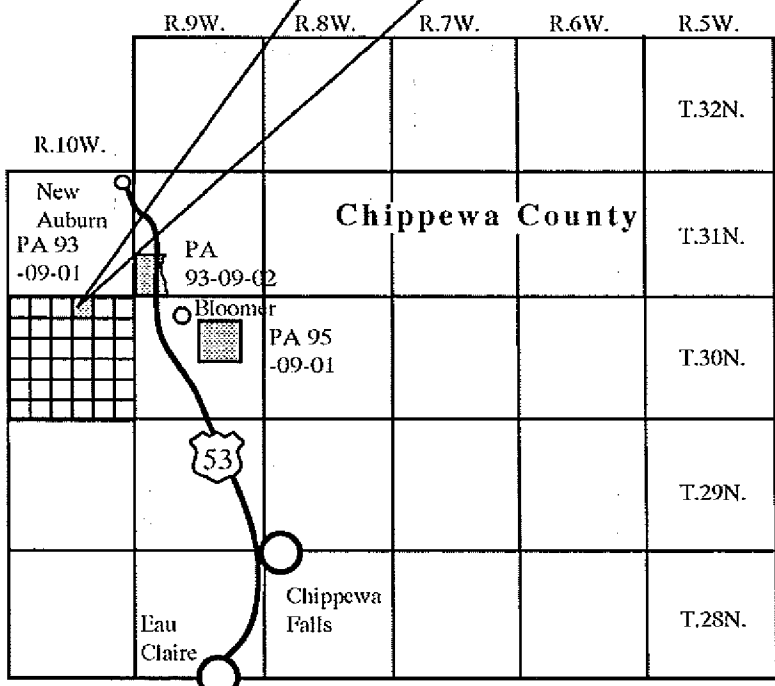 R.9W. R.8W. R.7W. R.6W. R.5W.
T.32N.
R.10W.
New
Auburn
Chippewa County
T.31N.
PA 93
-09-01
PA
93-09-02
Bloomer
PA 95
-09-01
T.30N.
53
T.29N.
Chippewa
Falls
Eau
Claire
T.28N.